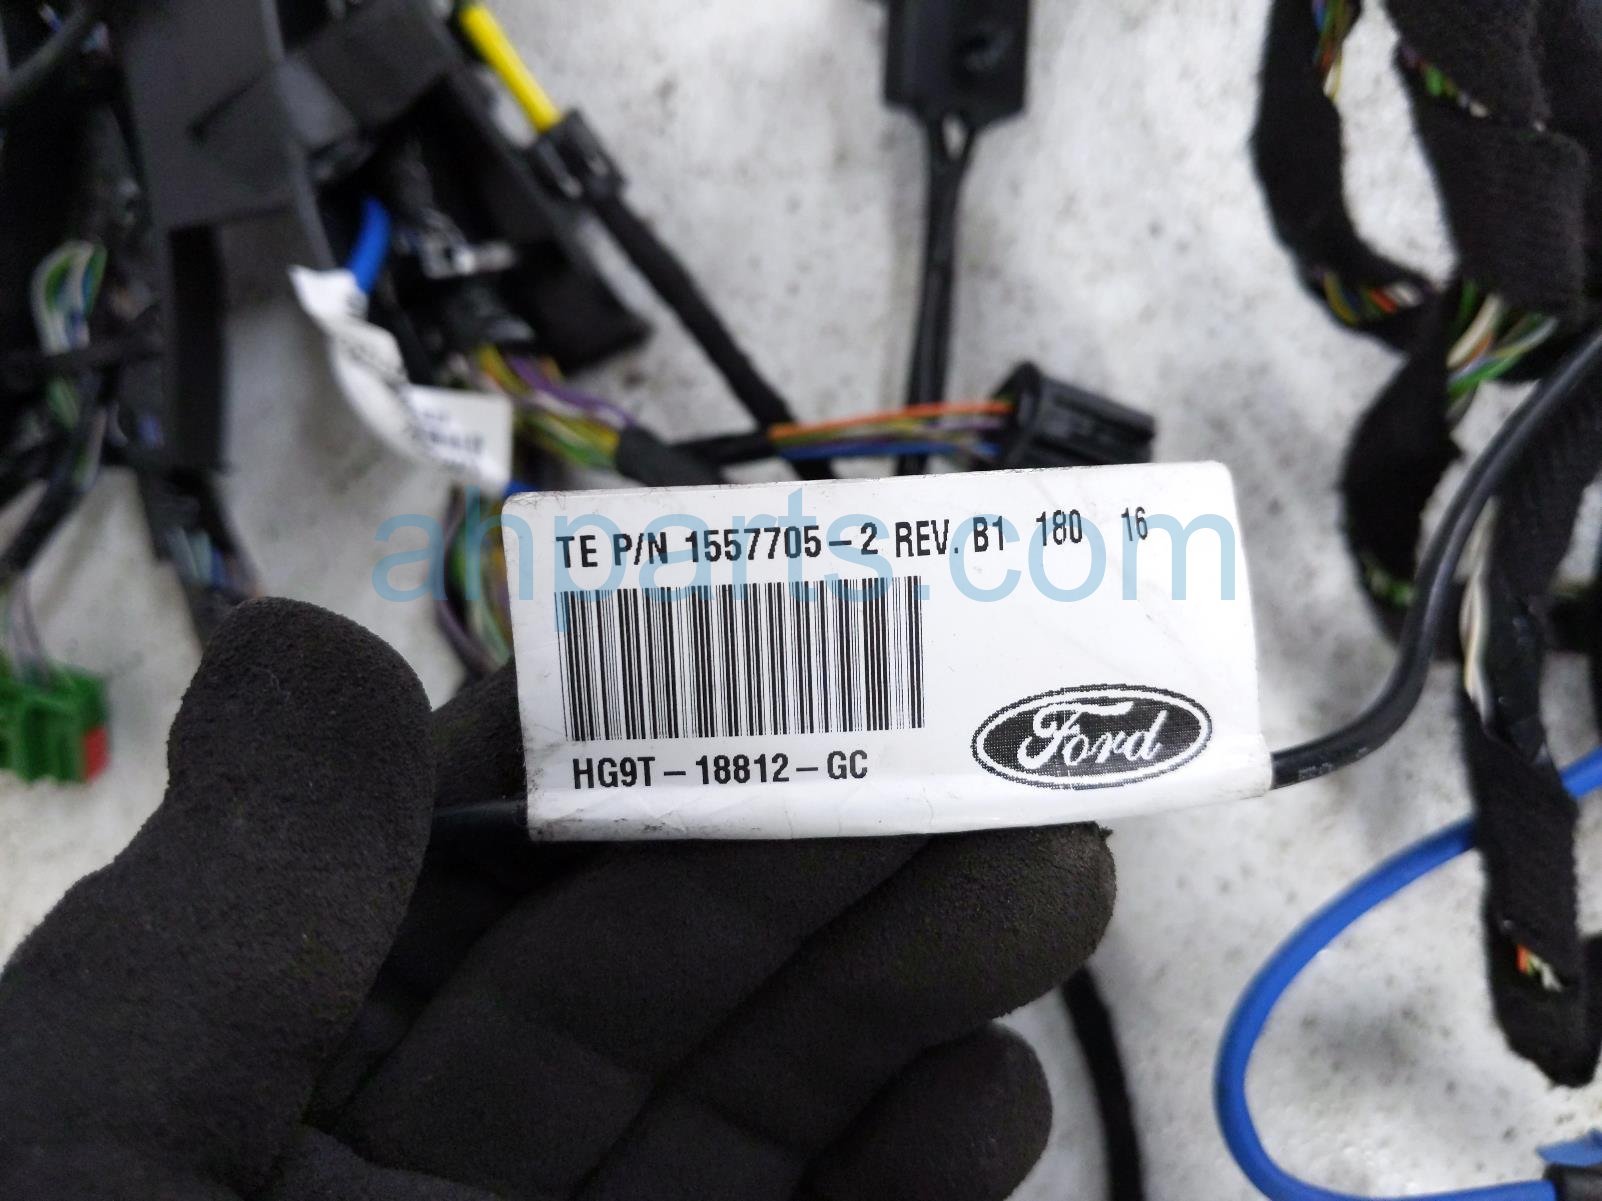 TE P/N 1557705-2 REV. B1 180 16
ahparts.com
HG9T-18812-GC
Ford